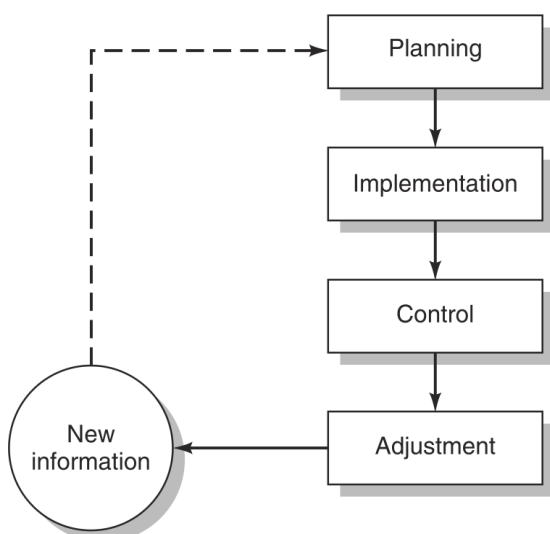 Planning
Implementation
Control
Adjustment
New
information